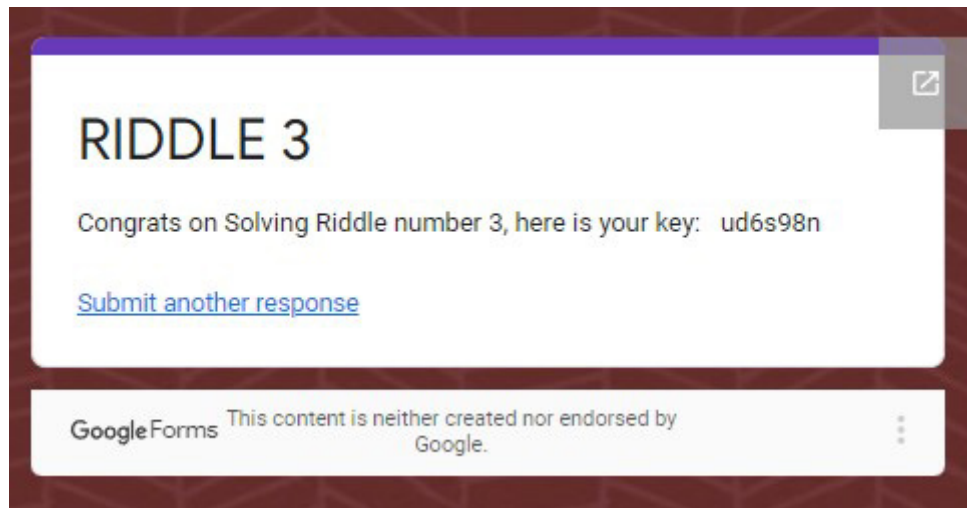 RIDDLE 3
Congrats on Solving Riddle number 3, here is your key: ud6s98n
Submit another response
Google Forms
This content is neither created nor endorsed by
Google.